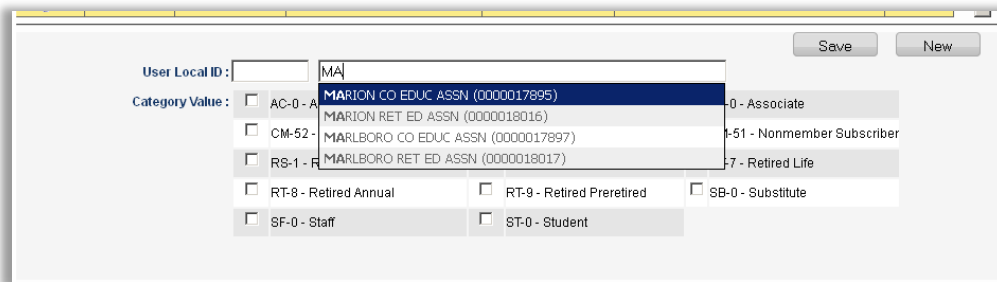 Save New
User Local ID : MA
MARION CO EDUC ASSN (0000017895)
MARION RET ED ASSN (0000018016)
MARLBORO CO EDUC ASSN (0000017897)
MARLBORO RET ED ASSN (0000018017)
Category Value : AC-0 - A -0 - Associate
CM-52 - -51 - Nonmember Subscriber
RS-1 - R -7 - Retired Life
RT-8 - Retired Annual RT-9 - Retired Preretired SB-0 - Substitute
SF-0 - Staff ST-0 - Student